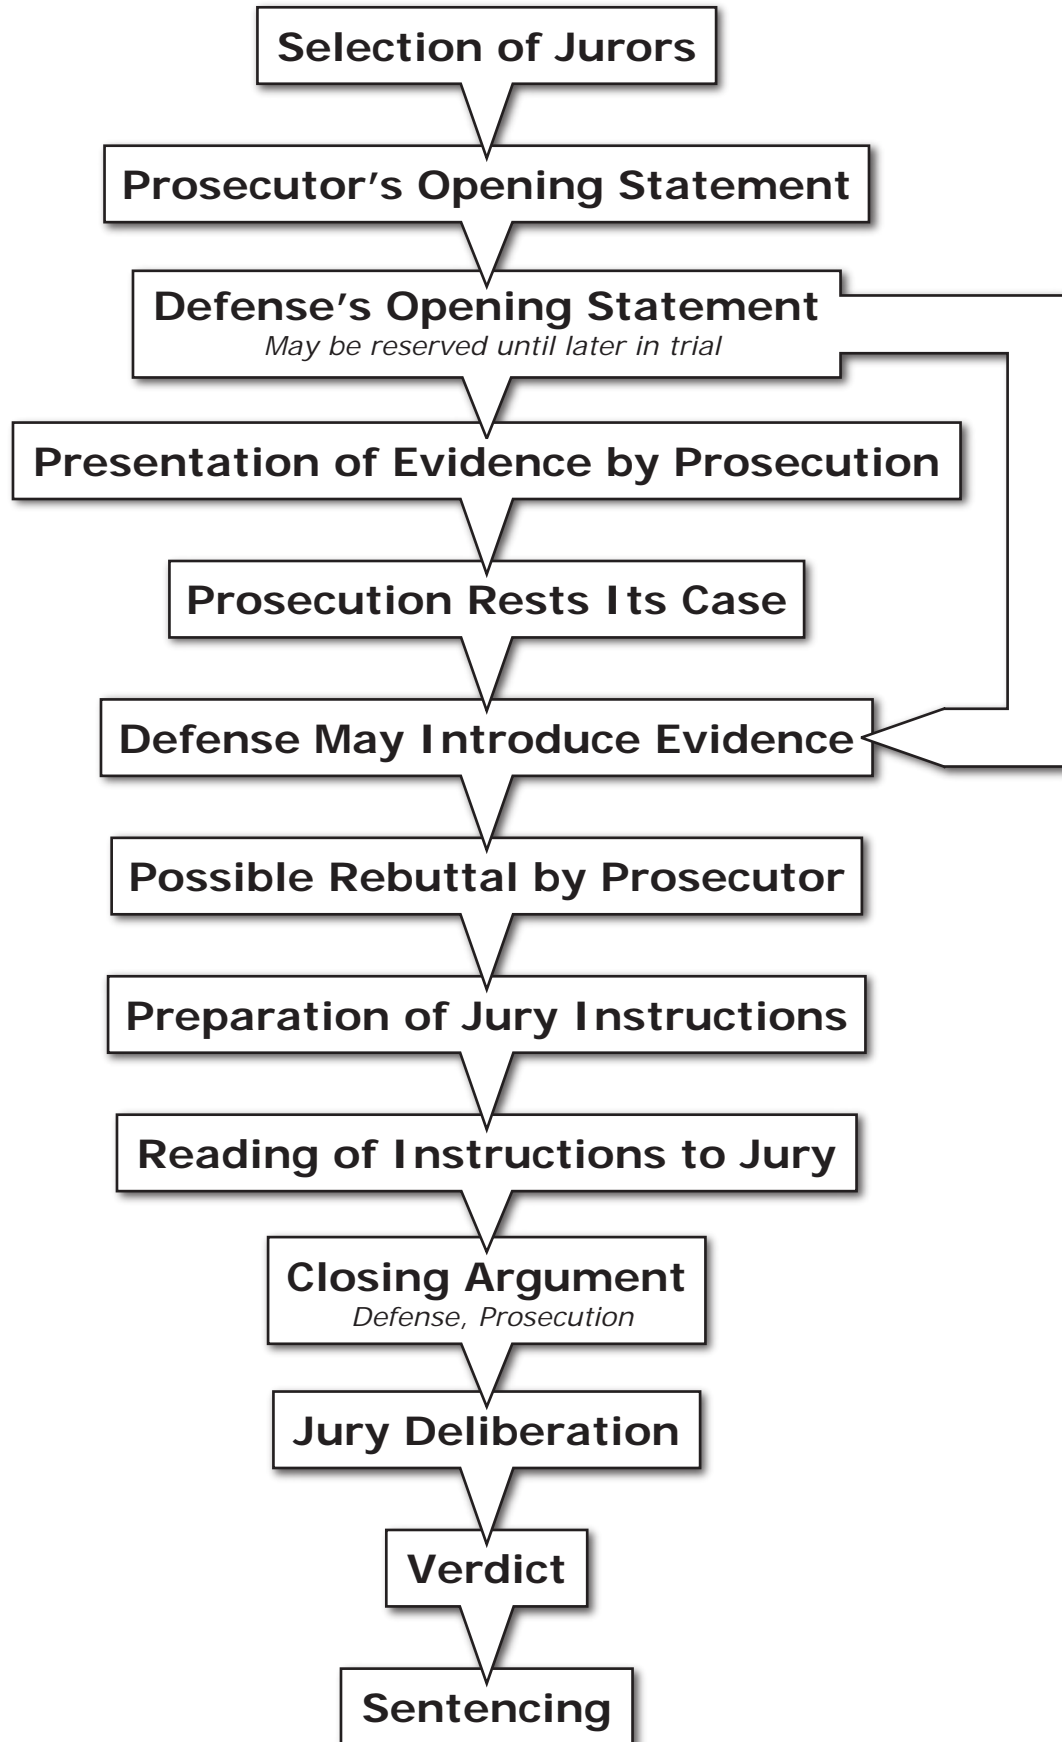 Selection of Jurors
Prosecutor's Opening Statement
Defense's Opening Statement
May be reserved until later in trial
Presentation of Evidence by Prosecution
Prosecution Rests Its Case
Defense May Introduce Evidence
Possible Rebuttal by Prosecutor
Preparation of Jury Instructions
Reading of Instructions to Jury
Closing Argument
Defense, Prosecution
Jury Deliberation
Verdict
Sentencing